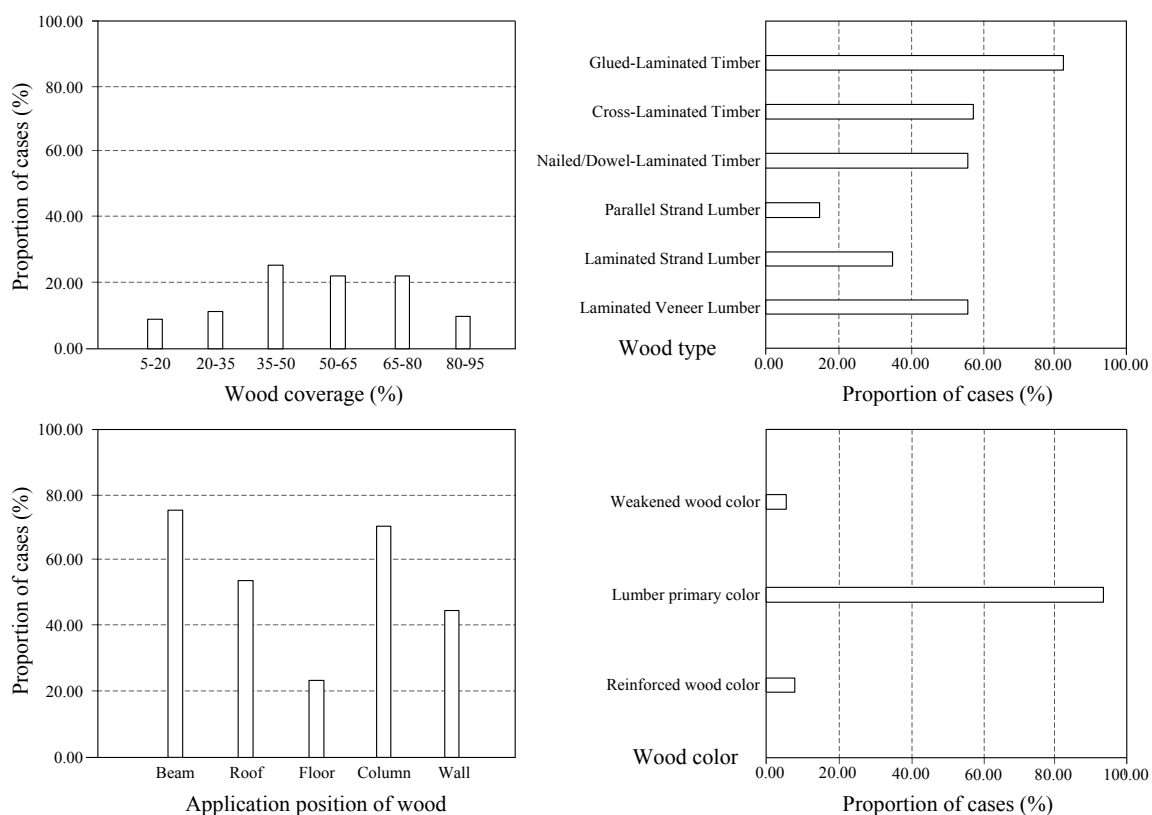 Proportion of cases (%)
100.00
80.00
60.00
40.00
20.00
0.00
5-20 20-35 35-50 50-65 65-80 80-95
Wood coverage (%)
Glued-Laminated Timber
Cross-Laminated Timber
Nailed/Dowel-Laminated Timber
Parallel Strand Lumber
Laminated Strand Lumber
Laminated Veneer Lumber
Wood type
0.00 20.00 40.00 60.00 80.00 100.00
Proportion of cases (%)
Proportion of cases (%)
100.00
80.00
60.00
40.00
20.00
0.00
Beam Roof Floor Column Wall
Application position of wood
Weakened wood color
Lumber primary color
Reinforced wood color
Wood color
0.00 20.00 40.00 60.00 80.00 100.00
Proportion of cases (%)